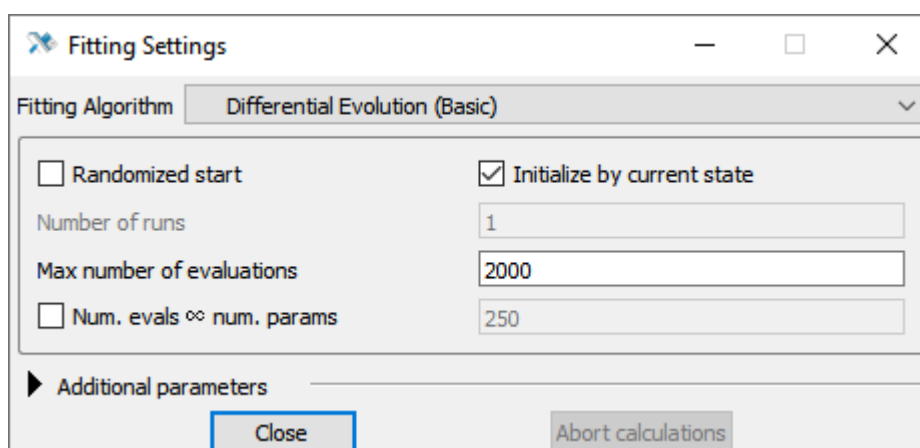 Fitting Settings
Fitting Algorithm Differential Evolution (Basic)
Randomized start Initialize by current state
Number of runs 1
Max number of evaluations 2000
Num. evals ∞ num. params 250
Additional parameters
Close Abort calculations